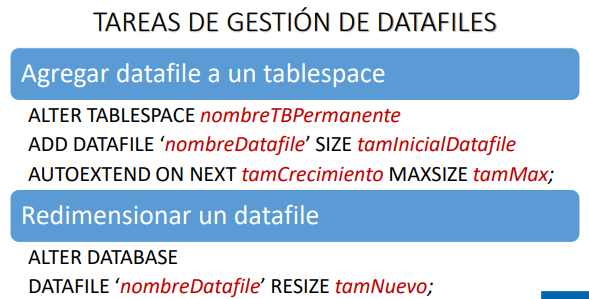 TAREAS DE GESTIÓN DE DATAFILES
Agregar datafile a un tablespace
ALTER TABLESPACE nombreTBPermanente
ADD DATAFILE ‘nombreDatafile’ SIZE tamInicialDatafile
AUTOEXTEND ON NEXT tamCrecimiento MAXSIZE tamMax;
Redimensionar un datafile
ALTER DATABASE
DATAFILE ‘nombreDatafile’ RESIZE tamNuevo;